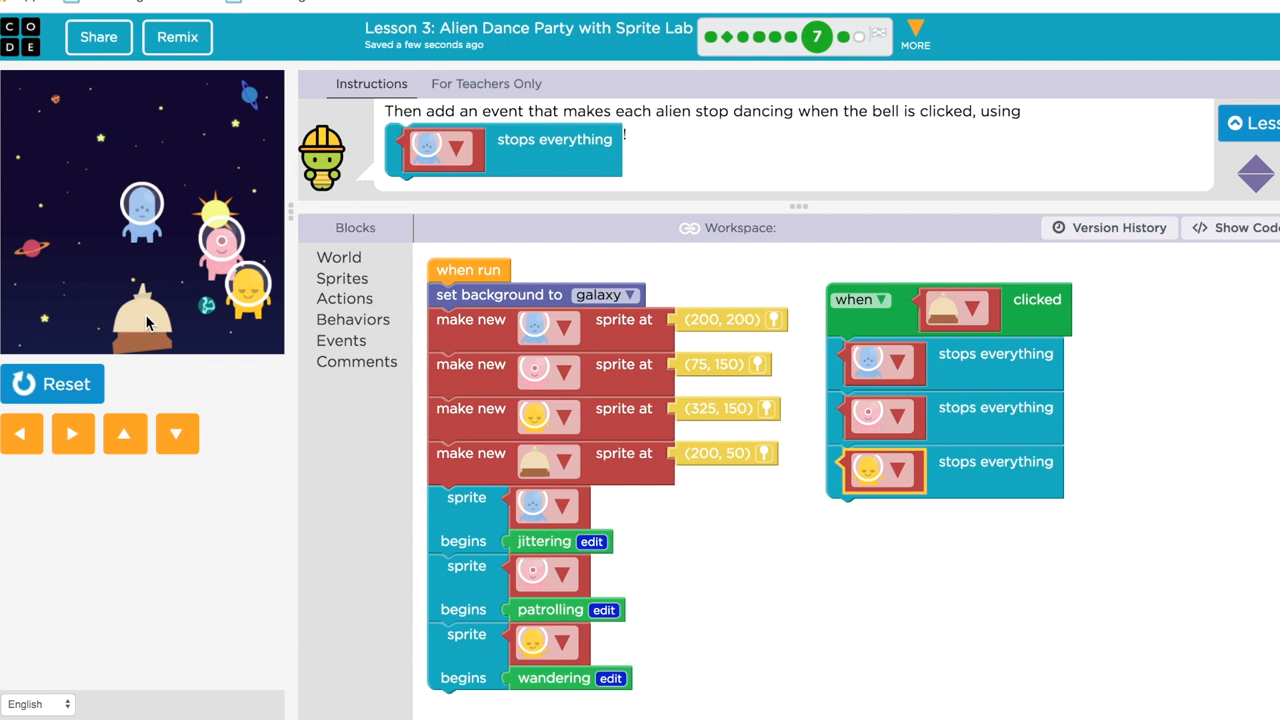 CO
DE
Share
Remix
Lesson 3: Alien Dance Party with Sprite Lab
Saved a few seconds ago
7
MORE
Instructions
For Teachers Only
Then add an event that makes each alien stop dancing when the bell is clicked, using
stops everything
!
Less
Blocks
Workspace:
Version History
Show Code
World
Sprites
Actions
Behaviors
Events
Comments
when run
set background to galaxy
make new sprite at (200, 200)
make new sprite at (75, 150)
make new sprite at (325, 150)
make new sprite at (200, 50)
sprite
begins jittering edit
sprite
begins patrolling edit
sprite
begins wandering edit
when clicked
stops everything
stops everything
stops everything
Reset
English